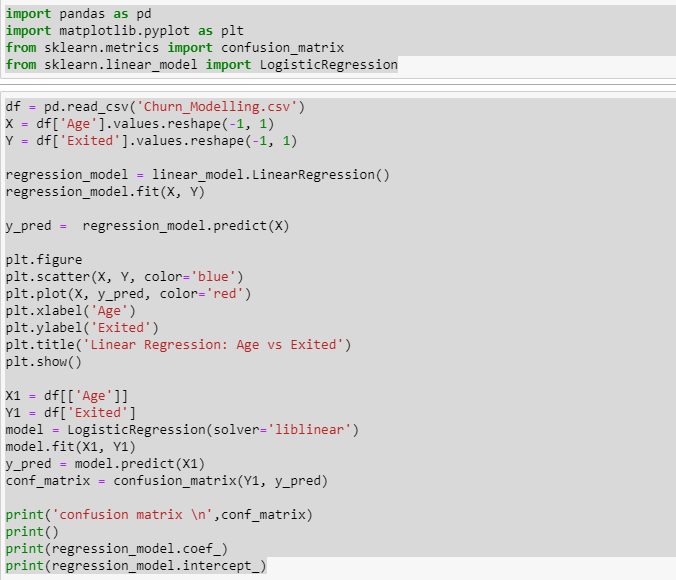 import pandas as pd
import matplotlib.pyplot as plt
from sklearn.metrics import confusion_matrix
from sklearn.linear_model import LogisticRegression
df = pd.read_csv('Churn_Modelling.csv')
X = df['Age'].values.reshape(-1, 1)
Y = df['Exited'].values.reshape(-1, 1)
regression_model = linear_model.LinearRegression()
regression_model.fit(X, Y)
y_pred =  regression_model.predict(X)
plt.figure
plt.scatter(X, Y, color='blue')
plt.plot(X, y_pred, color='red')
plt.xlabel('Age')
plt.ylabel('Exited')
plt.title('Linear Regression: Age vs Exited')
plt.show()
X1 = df[['Age']]
Y1 = df['Exited']
model = LogisticRegression(solver='liblinear')
model.fit(X1, Y1)
y_pred = model.predict(X1)
conf_matrix = confusion_matrix(Y1, y_pred)
print('confusion matrix \n',conf_matrix)
print()
print(regression_model.coef_)
print(regression_model.intercept_)